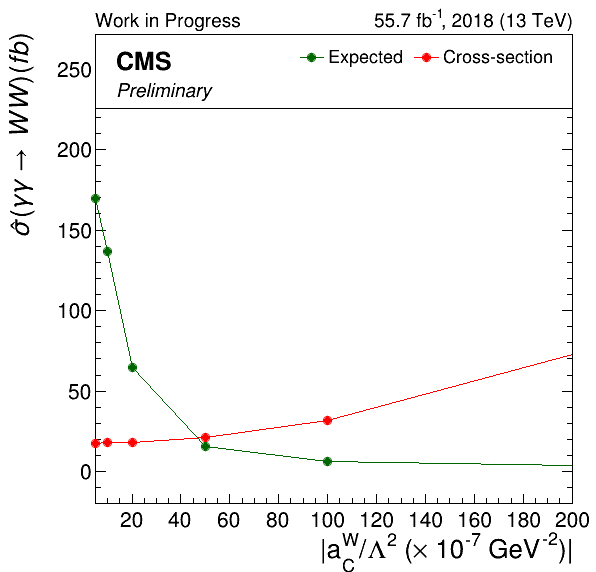 Work in Progress 55.7 fb⁻¹, 2018 (13 TeV)
CMS
Preliminary
Expected Cross-section
σ̂(γγ → WW)(fb)
250
200
150
100
50
0
20 40 60 80 100 120 140 160 180 200
|a_C^W/Λ² (× 10⁻⁷ GeV⁻²)|